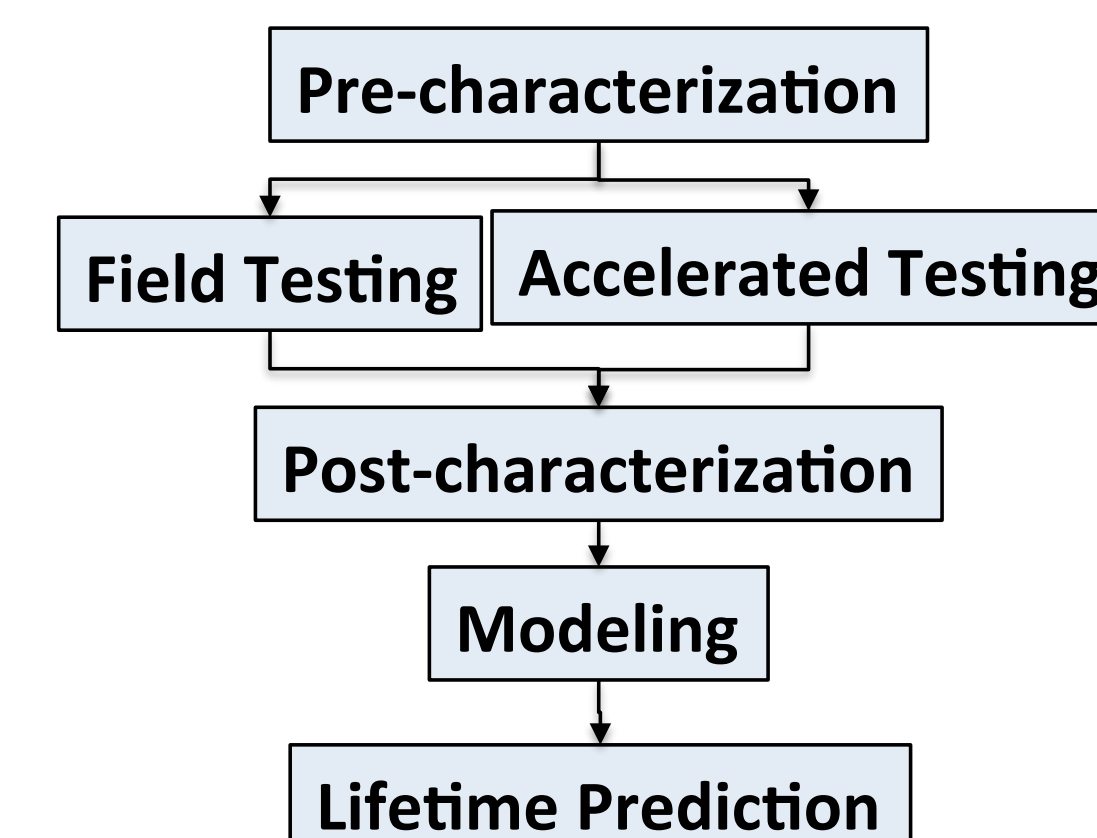 Pre-characterization
Field Testing
Accelerated Testing
Post-characterization
Modeling
Lifetime Prediction